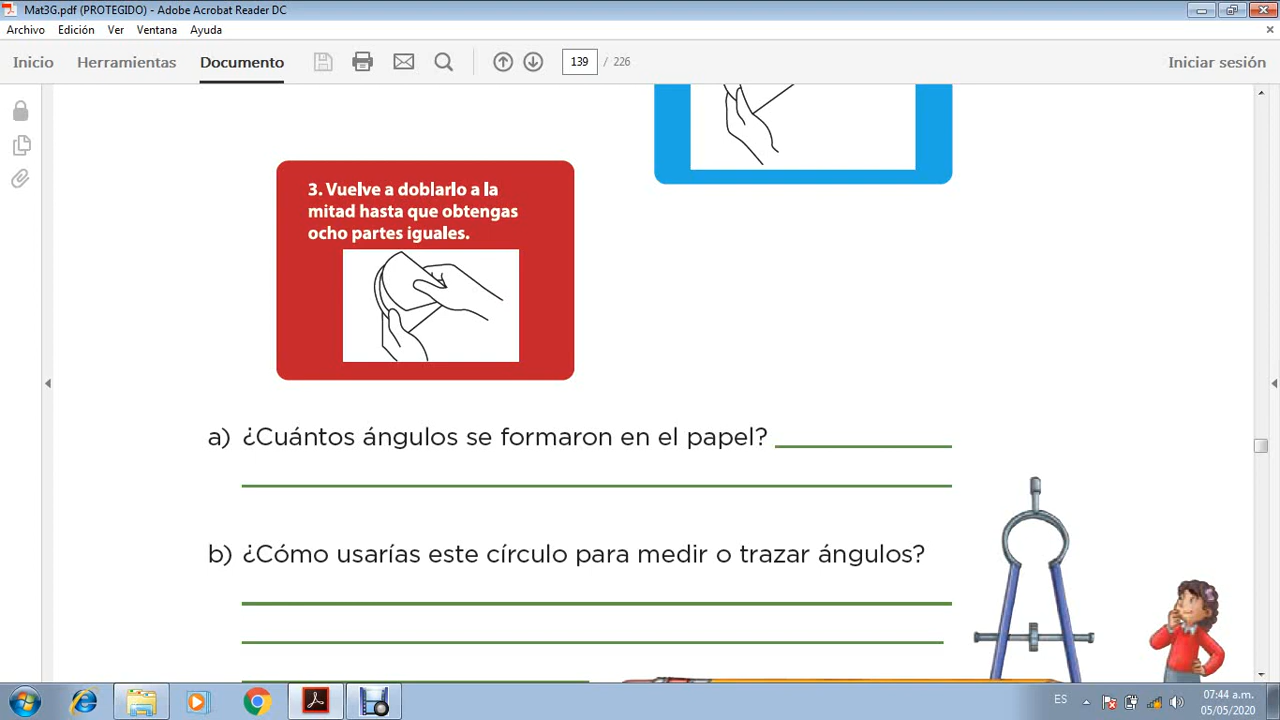 Mat3G.pdf (PROTEGIDO) - Adobe Acrobat Reader DC
Archivo Edición Ver Ventana Ayuda
Inicio Herramientas Documento 139 / 226 Iniciar sesión
3. Vuelve a doblarlo a la
mitad hasta que obtengas
ocho partes iguales.
a) ¿Cuántos ángulos se formaron en el papel?
b) ¿Cómo usarías este círculo para medir o trazar ángulos?
ES
07:44 a.m.
05/05/2020